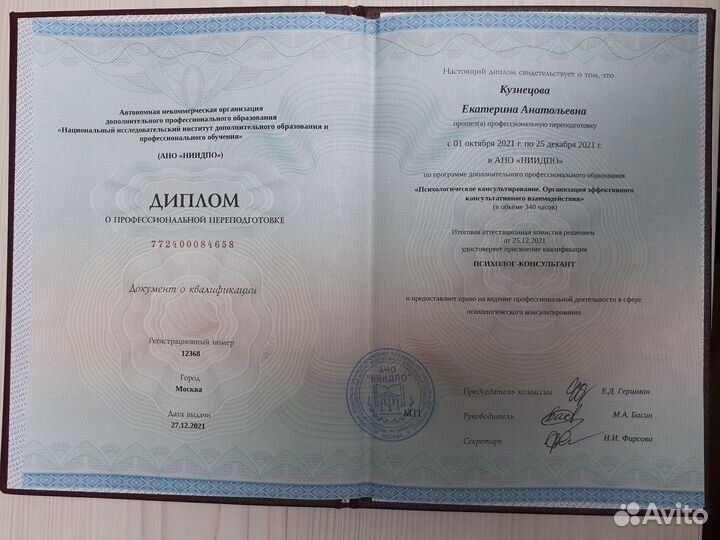 Автономная некоммерческая организация
дополнительного профессионального образования
«Национальный исследовательский институт дополнительного образования и
профессионального обучения»
(АНО «НИИДПО»)
ДИПЛОМ
О ПРОФЕССИОНАЛЬНОЙ ПЕРЕПОДГОТОВКЕ
772400084658
Документ о квалификации
Регистрационный номер
12368
Город
Москва
Дата выдачи
27.12.2021
Настоящий диплом свидетельствует о том, что
Кузнецова
Екатерина Анатольевна
прошел(а) профессиональную переподготовку
с 01 октября 2021 г. по 25 декабря 2021 г.
в АНО «НИИДПО»
по программе дополнительного профессионального образования
«Психологическое консультирование. Организация эффективного
консультативного взаимодействия»
(в объёме 340 часов)
Итоговая аттестационная комиссия решением
от 25.12.2021
удостоверяет присвоение квалификации
ПСИХОЛОГ-КОНСУЛЬТАНТ
и предоставляет право на ведение профессиональной деятельности в сфере
психологического консультирования
АНО
"НИИДПО"
МОСКВА
М.П.
Председатель комиссии Е.Д. Гершман
Руководитель М.А. Басин
Секретарь Н.И. Фирсова
Avito